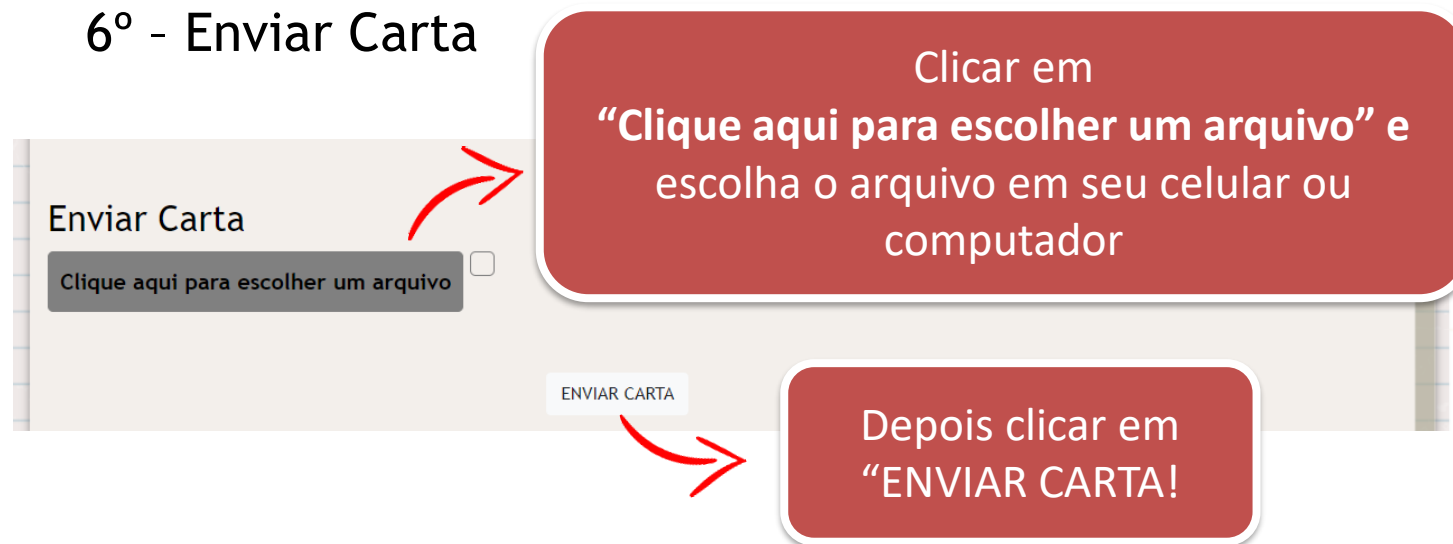 6º – Enviar Carta
Clicar em
“Clique aqui para escolher um arquivo” e
escolha o arquivo em seu celular ou
computador
Enviar Carta
Clique aqui para escolher um arquivo
ENVIAR CARTA
Depois clicar em
“ENVIAR CARTA!